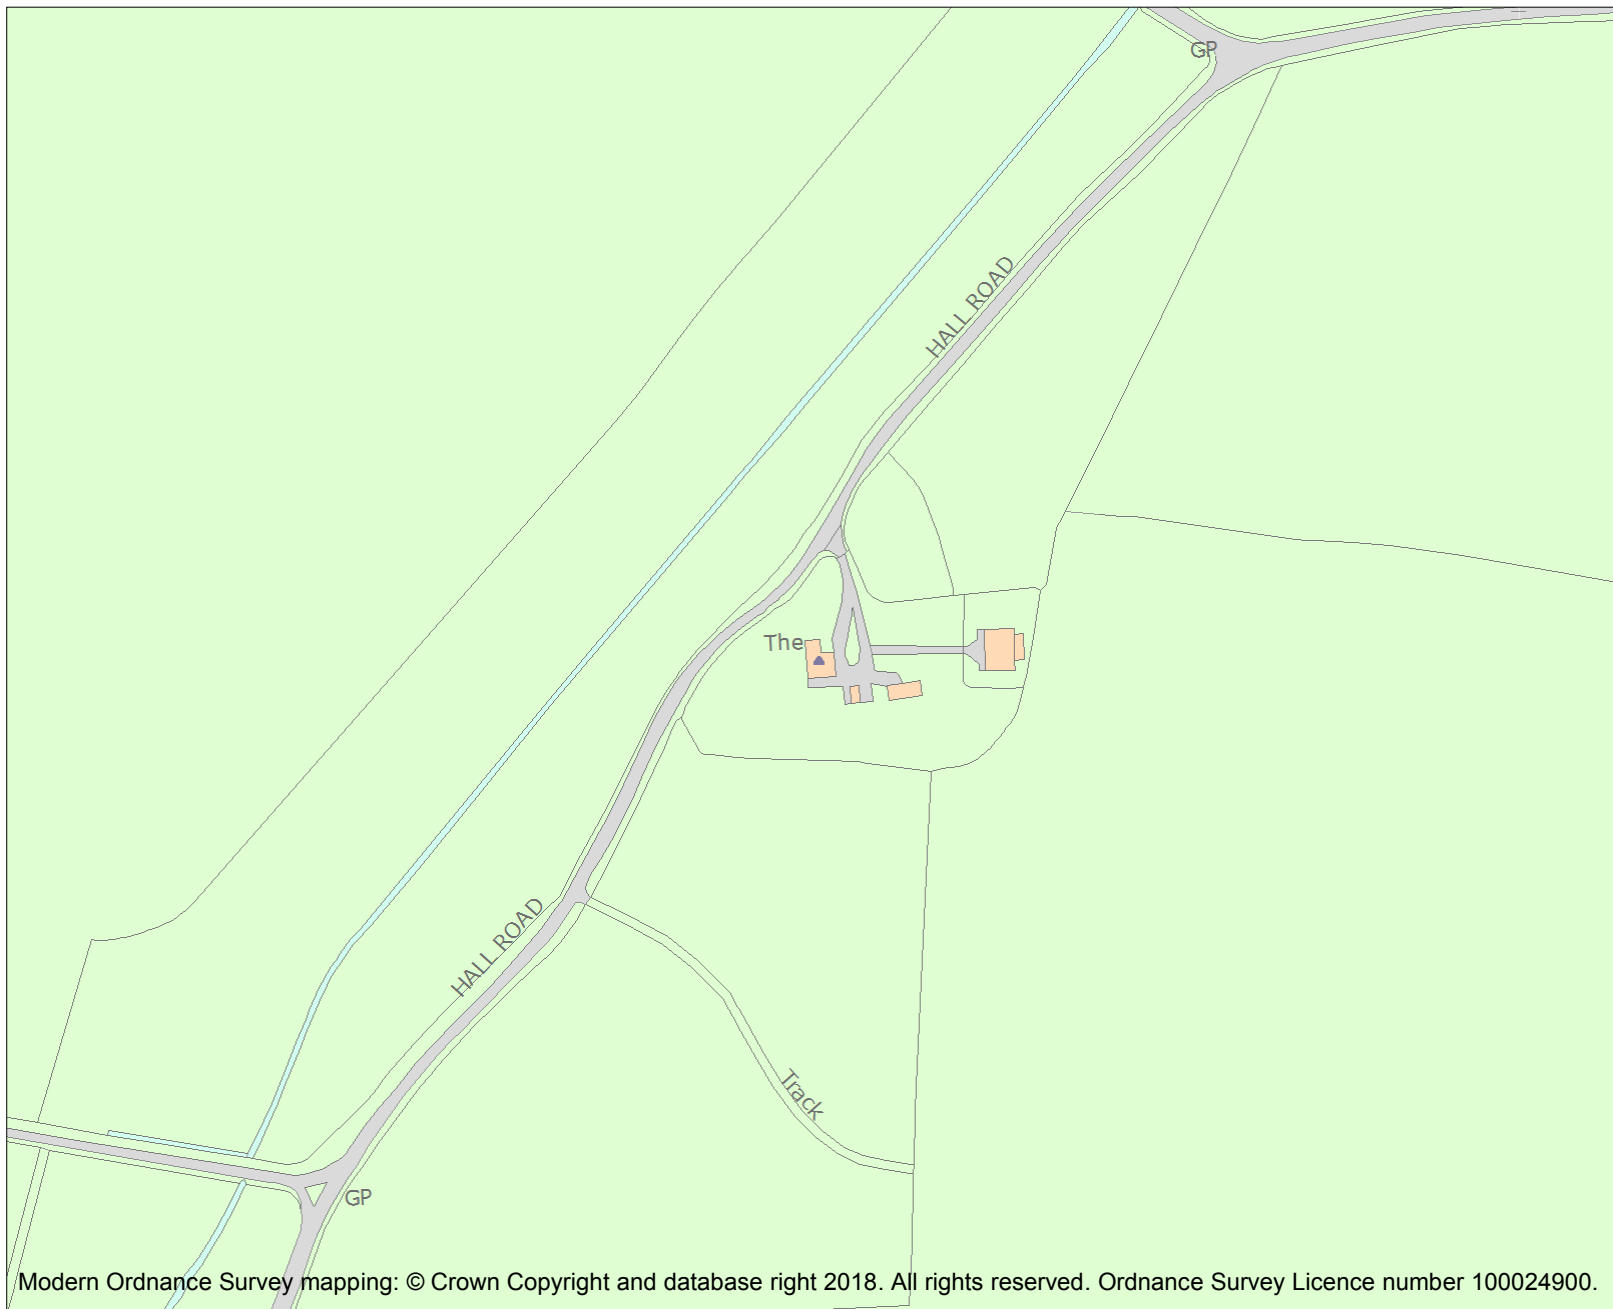 GP
HALL ROAD
The
HALL ROAD
Track
GP
Modern Ordnance Survey mapping: © Crown Copyright and database right 2018. All rights reserved. Ordnance Survey Licence number 100024900.